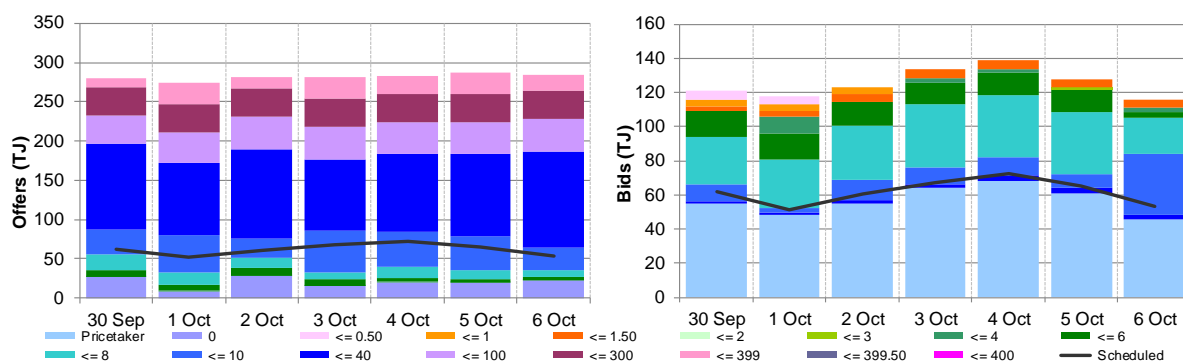 Offers (TJ)
350
300
250
200
150
100
50
0
30 Sep 1 Oct 2 Oct 3 Oct 4 Oct 5 Oct 6 Oct
Bids (TJ)
160
140
120
100
80
60
40
20
0
30 Sep 1 Oct 2 Oct 3 Oct 4 Oct 5 Oct 6 Oct
Pricetaker 0 <= 0.50 <= 1 <= 1.50 <= 2 <= 3 <= 4 <= 6
<= 8 <= 10 <= 40 <= 100 <= 300 <= 399 <= 399.50 <= 400 Scheduled